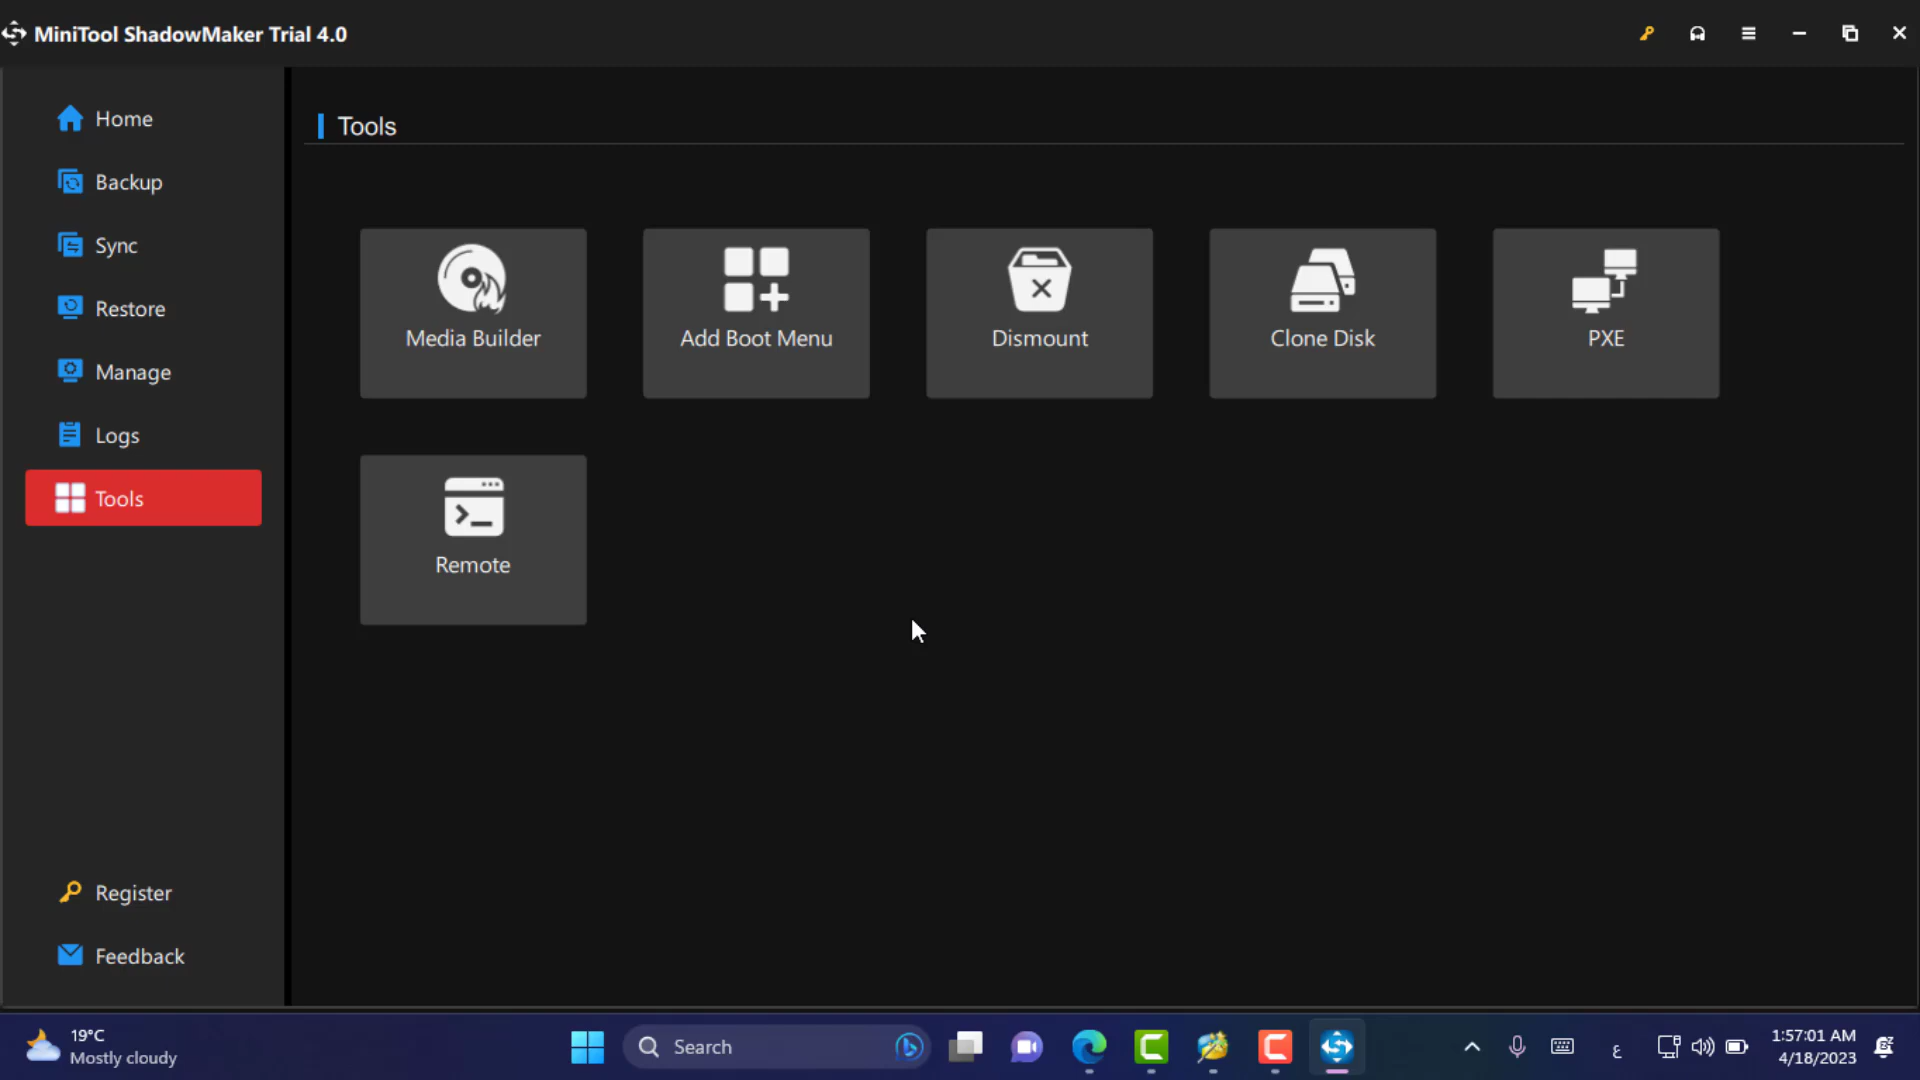 MiniTool ShadowMaker Trial 4.0
Home
Backup
Sync
Restore
Manage
Logs
Tools
Register
Feedback
Tools
Media Builder
Add Boot Menu
Dismount
Clone Disk
PXE
Remote
19°C
Mostly cloudy
Search
ع
1:57:01 AM
4/18/2023